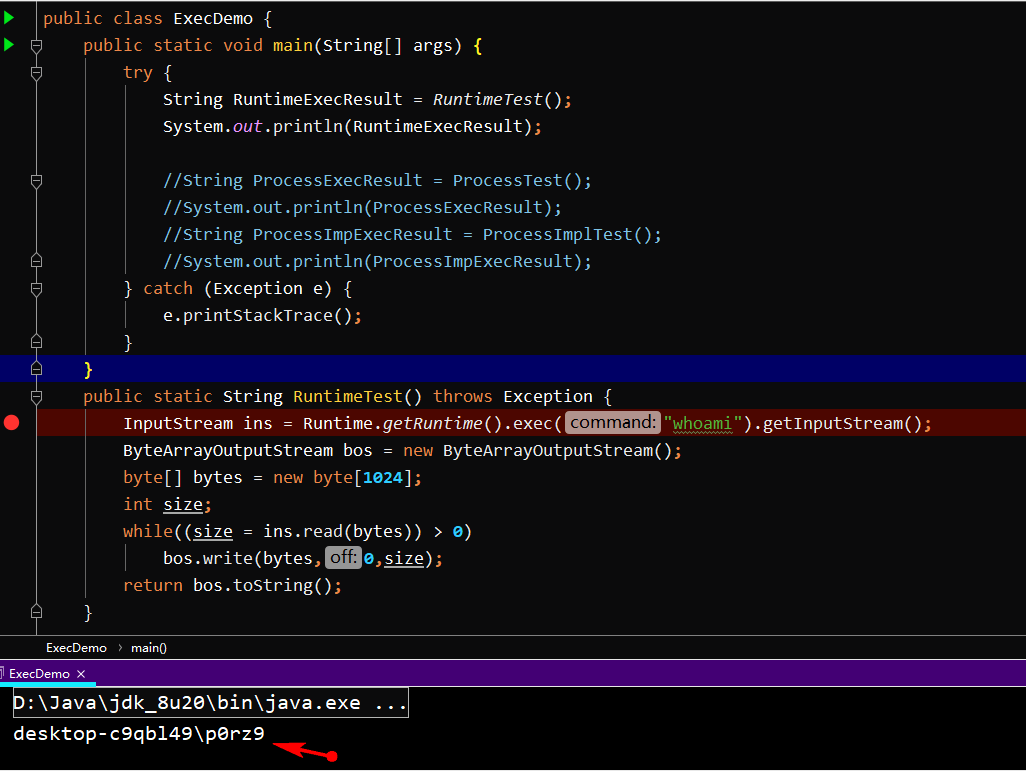 public class ExecDemo {
public static void main(String[] args) {
try {
String RuntimeExecResult = RuntimeTest();
System.out.println(RuntimeExecResult);
//String ProcessExecResult = ProcessTest();
//System.out.println(ProcessExecResult);
//String ProcessImpExecResult = ProcessImplTest();
//System.out.println(ProcessImpExecResult);
} catch (Exception e) {
e.printStackTrace();
}
}
public static String RuntimeTest() throws Exception {
InputStream ins = Runtime.getRuntime().exec( command: "whoami").getInputStream();
ByteArrayOutputStream bos = new ByteArrayOutputStream();
byte[] bytes = new byte[1024];
int size;
while((size = ins.read(bytes)) > 0)
bos.write(bytes, off: 0,size);
return bos.toString();
}
ExecDemo › main()
ExecDemo ×
D:\Java\jdk_8u20\bin\java.exe ...
desktop-c9qbl49\p0rz9